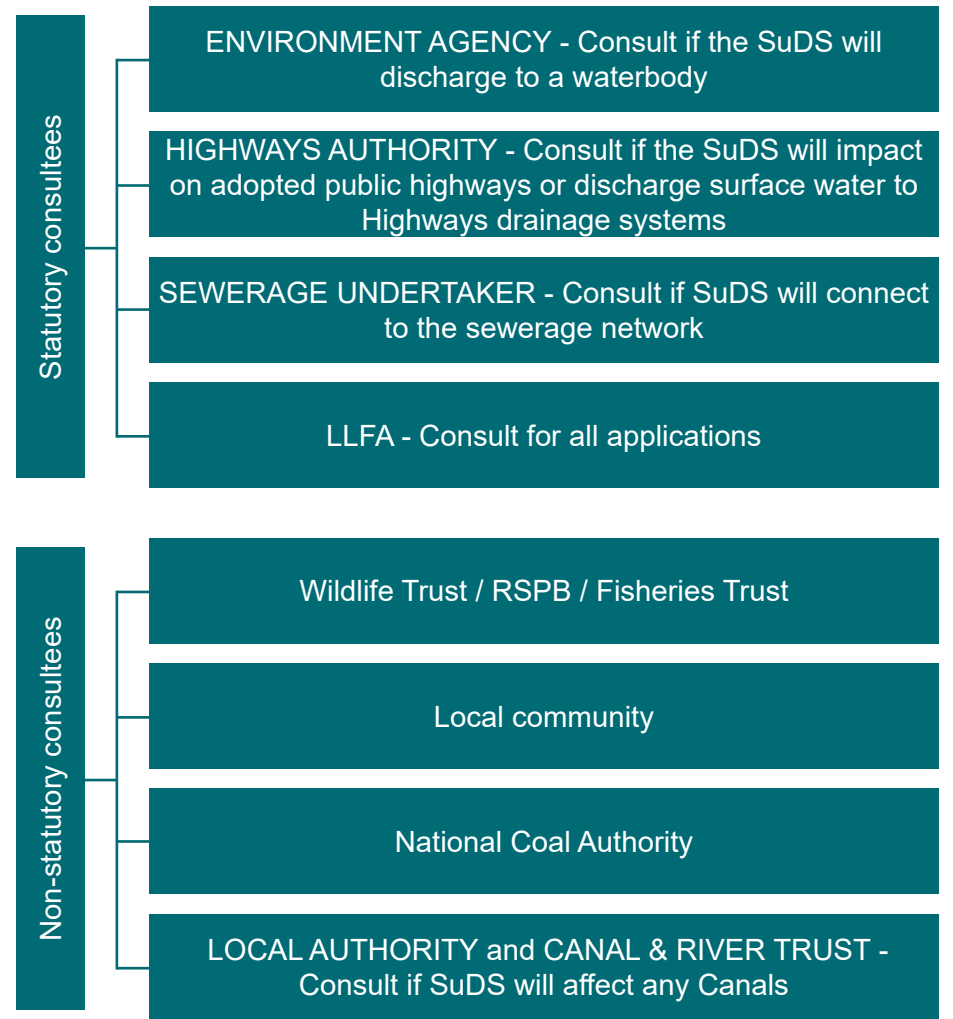 Statutory consultees
ENVIRONMENT AGENCY - Consult if the SuDS will
discharge to a waterbody
HIGHWAYS AUTHORITY - Consult if the SuDS will impact
on adopted public highways or discharge surface water to
Highways drainage systems
SEWERAGE UNDERTAKER - Consult if SuDS will connect
to the sewerage network
LLFA - Consult for all applications
Non-statutory consultees
Wildlife Trust / RSPB / Fisheries Trust
Local community
National Coal Authority
LOCAL AUTHORITY and CANAL & RIVER TRUST -
Consult if SuDS will affect any Canals